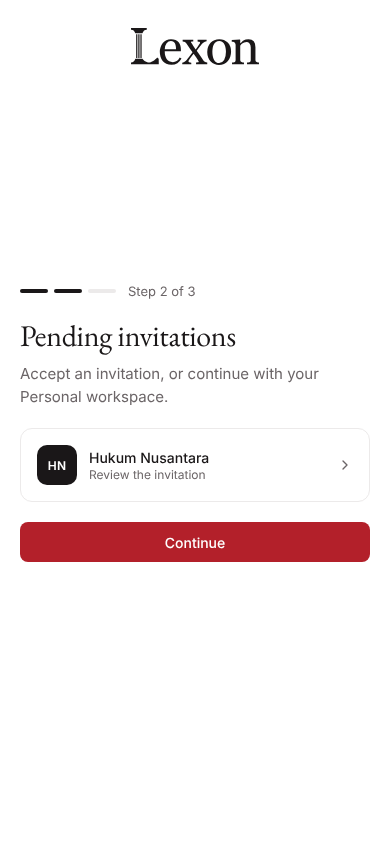 Lexon
Step 2 of 3
Pending invitations
Accept an invitation, or continue with your
Personal workspace.
HN
Hukum Nusantara
Review the invitation
Continue